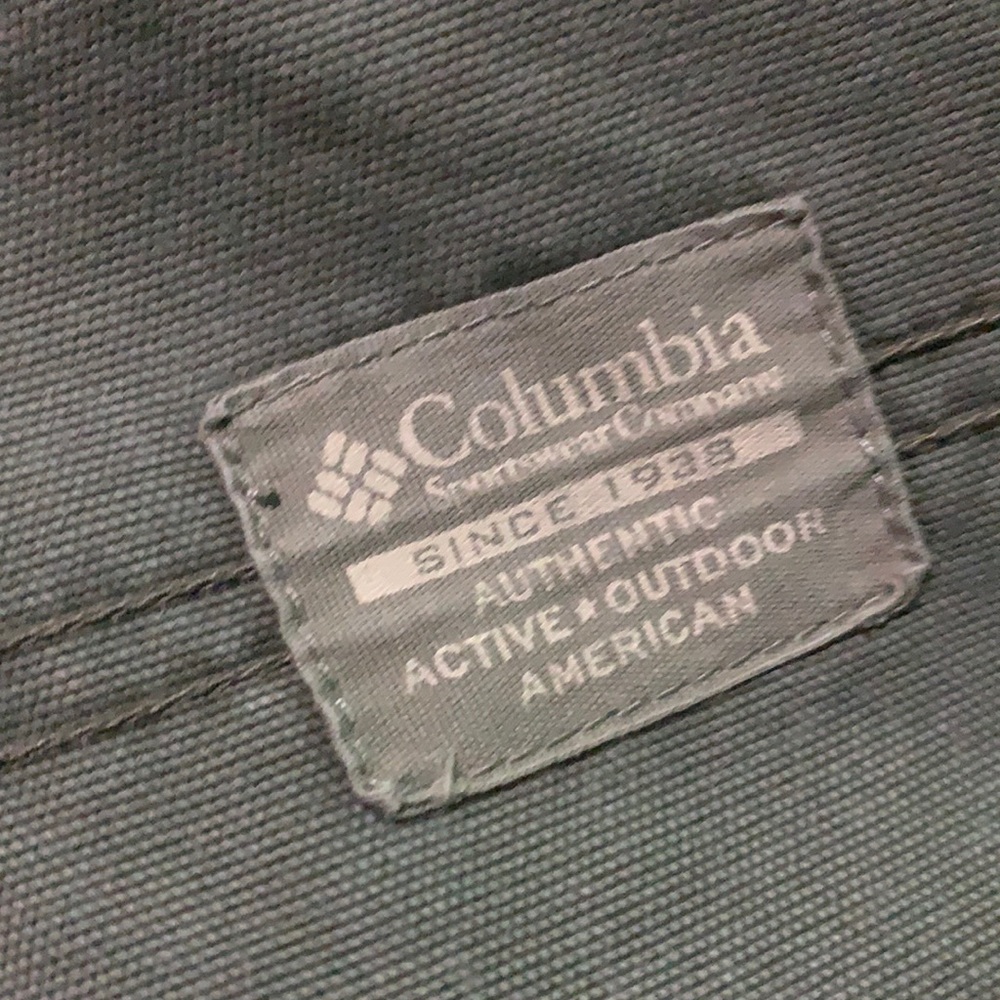 Columbia
Sportswear Company
SINCE 1938
AUTHENTIC
ACTIVE★OUTDOOR
AMERICAN